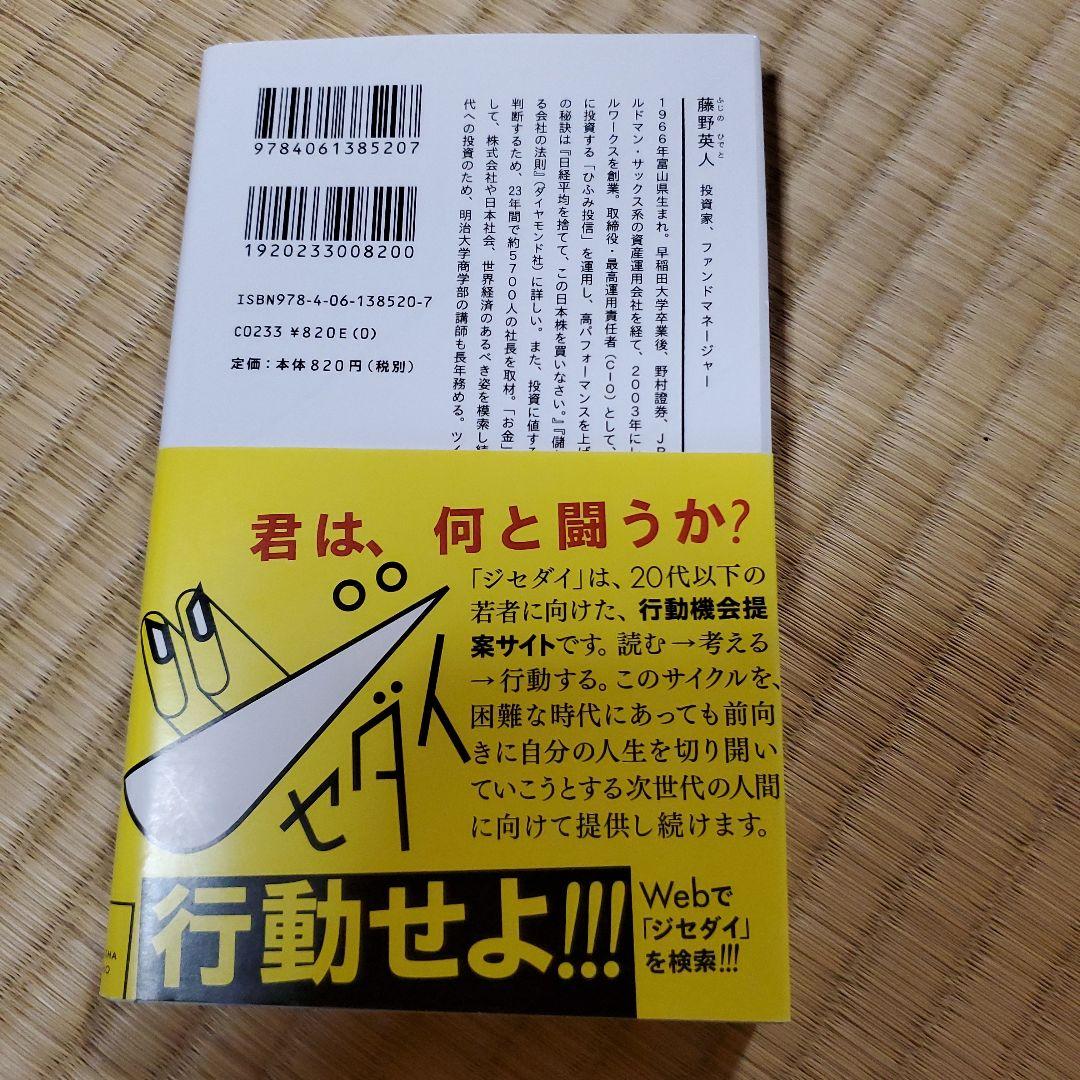 9784061385207
1920233008200
ISBN978-4-06-138520-7
C0233 ¥820E(0)
定価：本体820円(税別)
藤野英人
ふじの ひでと
投資家、ファンドマネージャー
1966年富山県生まれ。早稲田大学卒業後、野村證券、JP
ルドマン・サックス系の資産運用会社を経て、2003年に
ルワークスを創業。取締役・最高運用責任者（CIO）として、
に投資する「ひふみ投信」を運用し、高パフォーマンスを上げ
の秘訣は『日経平均を捨てて、この日本株を買いなさい。』『儲
る会社の法則』（ダイヤモンド社）に詳しい。また、投資に値する
判断するため、23年間で約5700人の社長を取材。「お金」
して、株式会社や日本社会、世界経済のあるべき姿を模索し続
代への投資のため、明治大学商学部の講師も長年務める。ツイ
君は、何と闘うか?
「ジセダイ」は、20代以下の
若者に向けた、行動機会提
案サイトです。読む→考える
→行動する。このサイクルを、
困難な時代にあっても前向
きに自分の人生を切り開い
ていこうとする次世代の人間
に向けて提供し続けます。
ジセダイ
行動せよ!!!
Webで
「ジセダイ」
を検索!!!